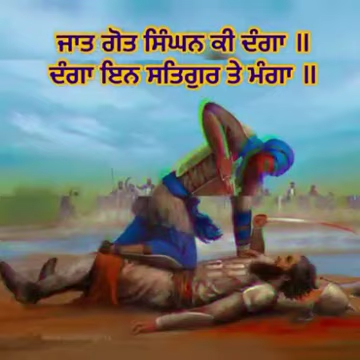 ਜਾਤ ਗੋਤ ਸਿੰਘਨ ਕੀ ਦੰਗਾ ॥
ਦੰਗਾ ਇਨ ਸਤਿਗੁਰ ਤੇ ਮੰਗਾ ॥